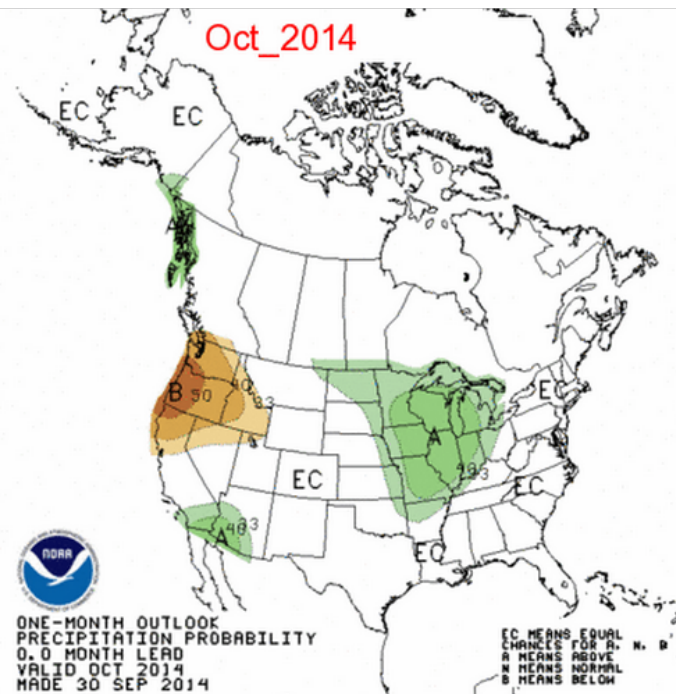 Oct_2014
EC
EC
A
B
50
40
33
EC
A
40
33
EC
EC
A
40
33
EC
NOAA
ONE-MONTH OUTLOOK
PRECIPITATION PROBABILITY
0.0 MONTH LEAD
VALID OCT 2014
MADE 30 SEP 2014
EC MEANS EQUAL
CHANCES FOR A, N, B
A MEANS ABOVE
N MEANS NORMAL
B MEANS BELOW